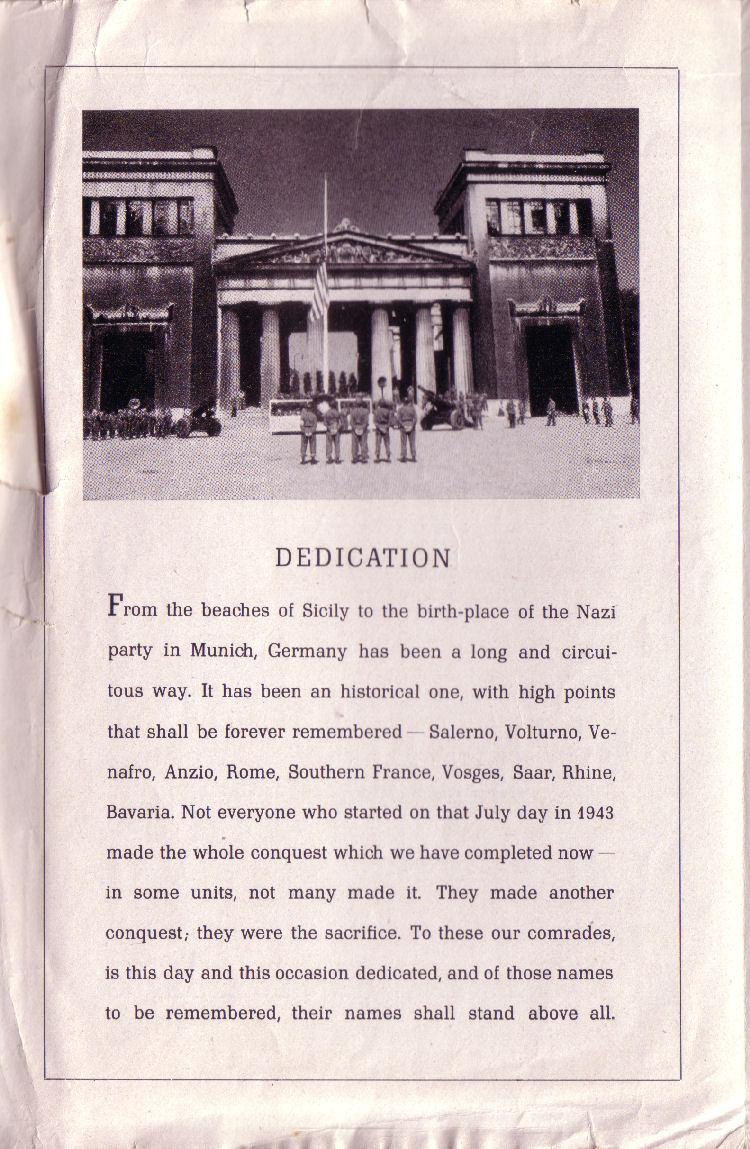 DEDICATION
From the beaches of Sicily to the birth-place of the Nazi
party in Munich, Germany has been a long and circui-
tous way. It has been an historical one, with high points
that shall be forever remembered — Salerno, Volturno, Ve-
nafro, Anzio, Rome, Southern France, Vosges, Saar, Rhine,
Bavaria. Not everyone who started on that July day in 1943
made the whole conquest which we have completed now —
in some units, not many made it. They made another
conquest; they were the sacrifice. To these our comrades,
is this day and this occasion dedicated, and of those names
to be remembered, their names shall stand above all.